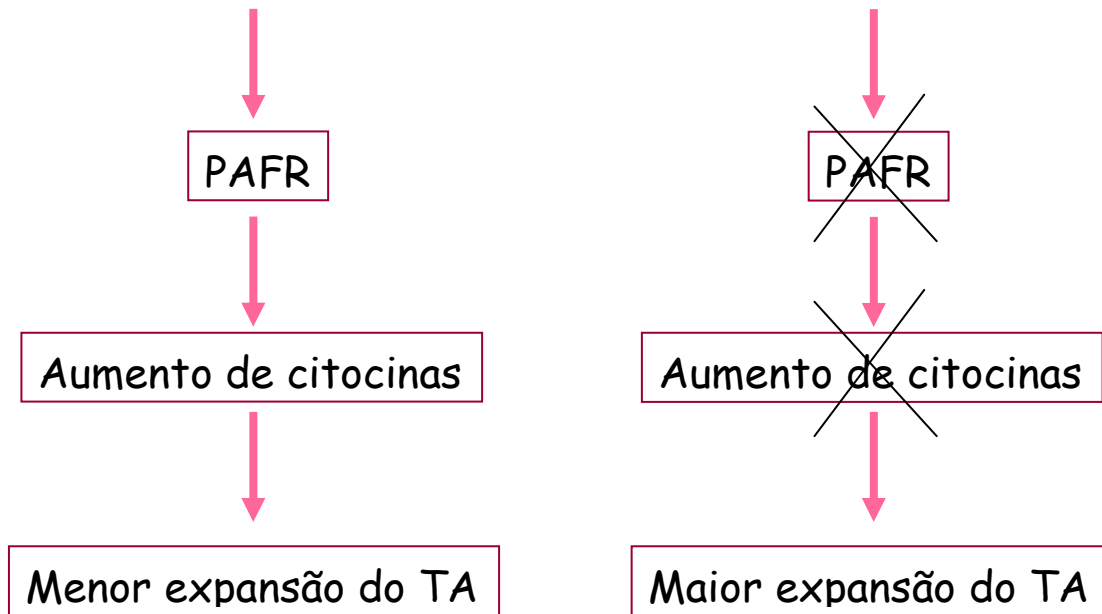 PAFR
Aumento de citocinas
Menor expansão do TA
PAFR
Aumento de citocinas
Maior expansão do TA